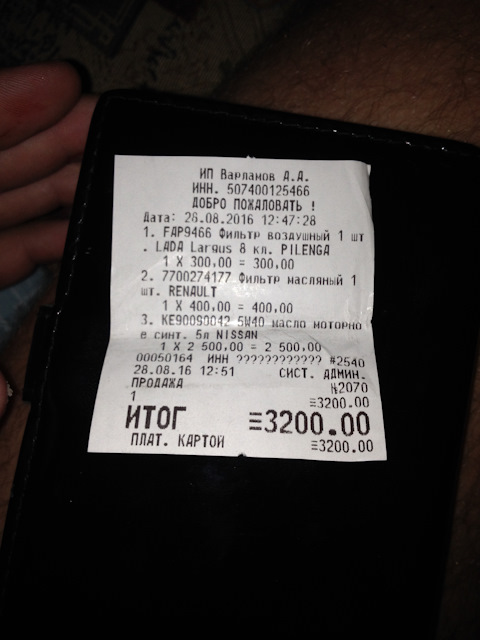 ИП Варламов А.А.
ИНН. 507400125466
ДОБРО ПОЖАЛОВАТЬ !
Дата: 28.08.2016 12:47:28
1. FAP9466 Фильтр воздушный 1 шт
. LADA Largus 8 кл. PILENGA
1 X 300,00 = 300,00
2. 7700274177 Фильтр масляный 1
шт. RENAULT
1 X 400,00 = 400,00
3. KE90090042 5W40 масло моторно
е синт. 5л NISSAN
1 X 2 500,00 = 2 500,00
00050164 ИНН ???????????? #2540
28.08.16 12:51 СИСТ. АДМИН.
ПРОДАЖА №2070
1 ≡3200.00
ИТОГ ≡3200.00
ПЛАТ. КАРТОЙ ≡3200.00